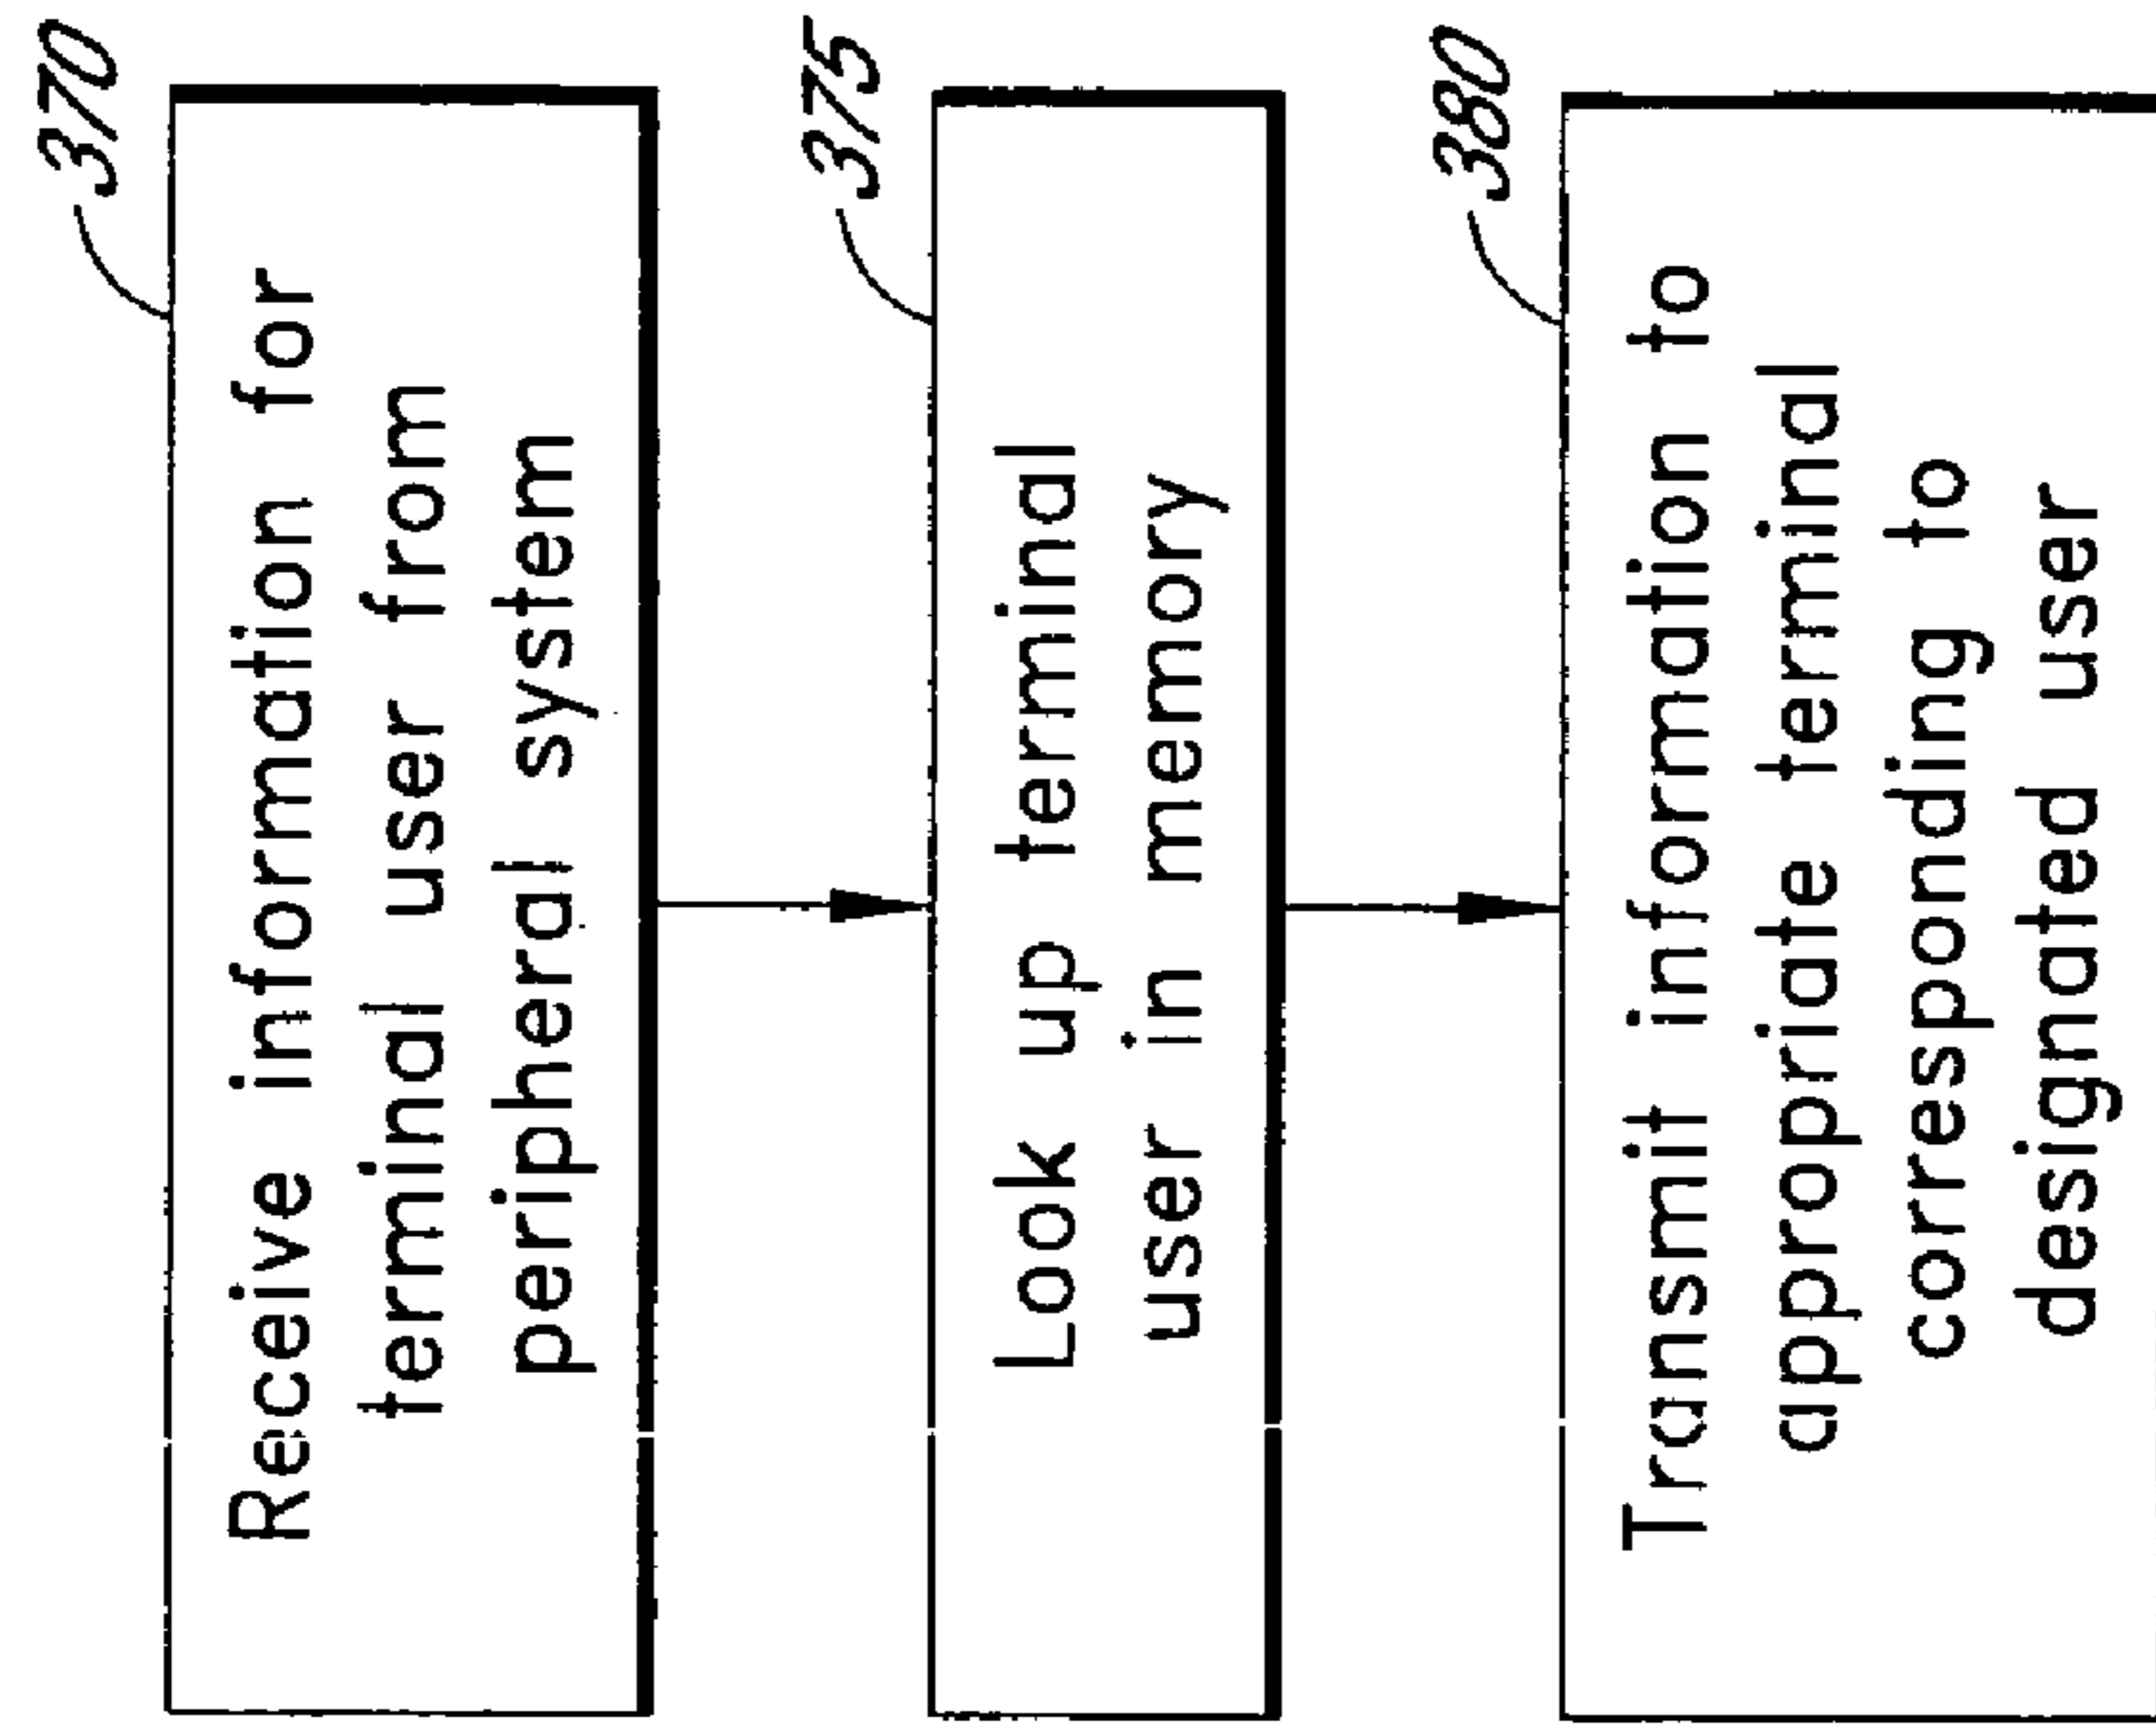 370
Receive information for
terminal user from
peripheral system
375
Look up terminal
user in memory
380
Transmit information to
appropriate terminal
corresponding to
designated user